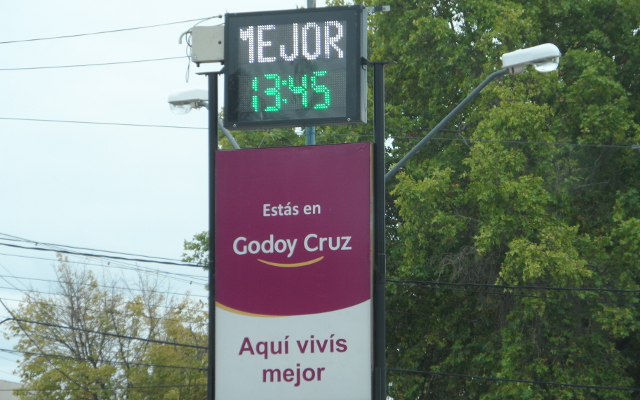 MEJOR
13:45
Estás en
Godoy Cruz
Aquí vivís
mejor